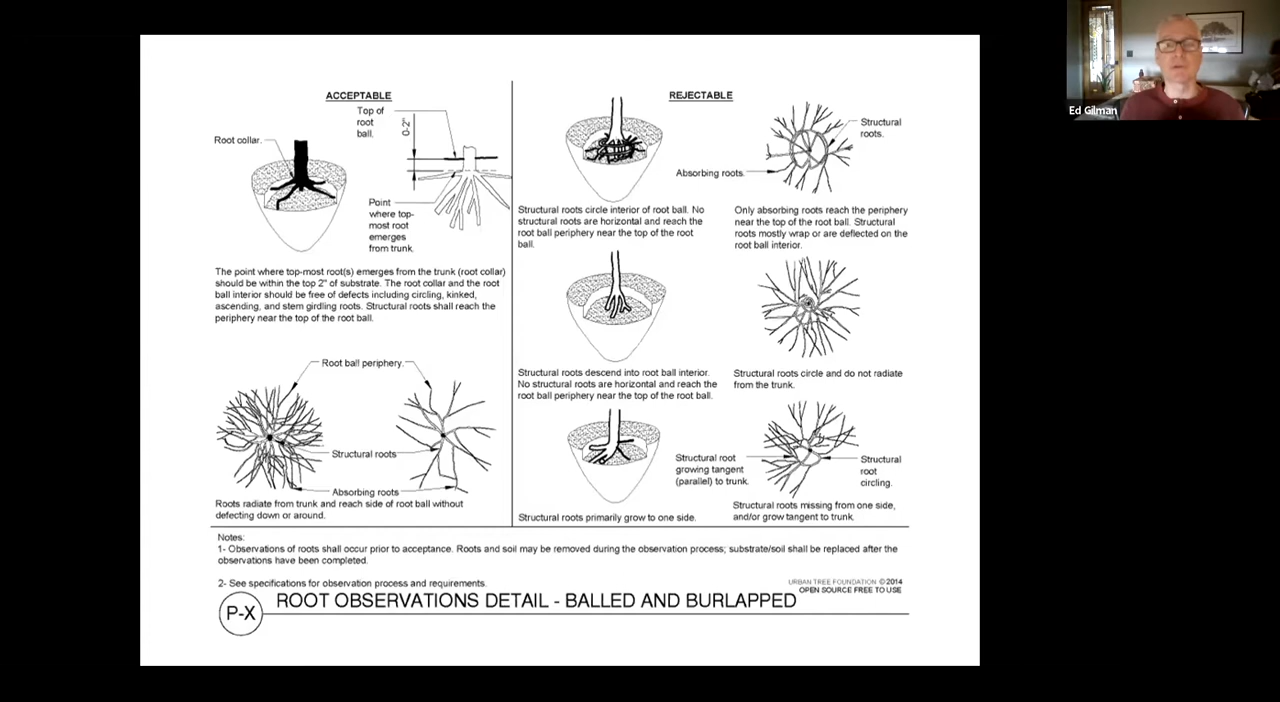 ACCEPTABLE
Top of
root
ball.
0-2"
Root collar.
Point
where top-
most root
emerges
from trunk.
The point where top-most root(s) emerges from the trunk (root collar)
should be within the top 2" of substrate. The root collar and the root
ball interior should be free of defects including circling, kinked,
ascending, and stem girdling roots. Structural roots shall reach the
periphery near the top of the root ball.
Root ball periphery.
Structural roots
Absorbing roots
Roots radiate from trunk and reach side of root ball without
defecting down or around.
REJECTABLE
Structural
roots.
Absorbing roots.
Structural roots circle interior of root ball. No
structural roots are horizontal and reach the
root ball periphery near the top of the root
ball.
Only absorbing roots reach the periphery
near the top of the root ball. Structural
roots mostly wrap or are deflected on the
root ball interior.
Structural roots descend into root ball interior.
No structural roots are horizontal and reach the
root ball periphery near the top of the root ball.
Structural roots circle and do not radiate
from the trunk.
Structural root
growing tangent
(parallel) to trunk.
Structural
root
circling.
Structural roots primarily grow to one side.
Structural roots missing from one side,
and/or grow tangent to trunk.
Notes:
1- Observations of roots shall occur prior to acceptance. Roots and soil may be removed during the observation process; substrate/soil shall be replaced after the
observations have been completed.
2- See specifications for observation process and requirements.
URBAN TREE FOUNDATION © 2014
OPEN SOURCE FREE TO USE
P-X
ROOT OBSERVATIONS DETAIL - BALLED AND BURLAPPED
Ed Gilman